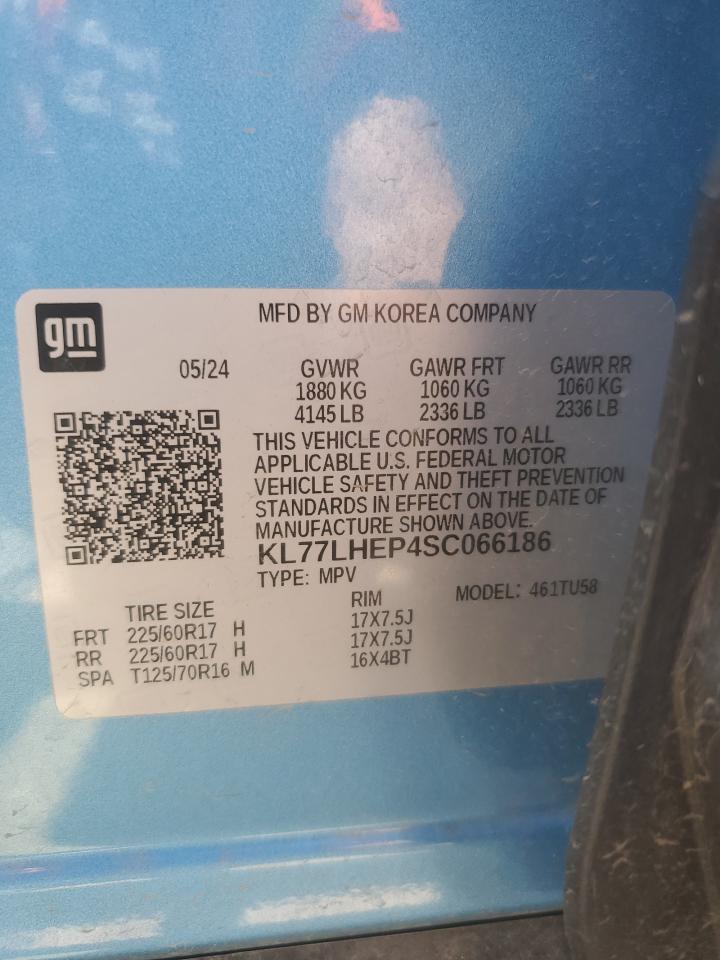 gm
MFD BY GM KOREA COMPANY
05/24 GVWR GAWR FRT GAWR RR
1880 KG 1060 KG 1060 KG
4145 LB 2336 LB 2336 LB
THIS VEHICLE CONFORMS TO ALL
APPLICABLE U.S. FEDERAL MOTOR
VEHICLE SAFETY AND THEFT PREVENTION
STANDARDS IN EFFECT ON THE DATE OF
MANUFACTURE SHOWN ABOVE.
KL77LHEP4SC066186
TYPE: MPV MODEL: 461TU58
TIRE SIZE RIM
FRT 225/60R17 H 17X7.5J
RR 225/60R17 H 17X7.5J
SPA T125/70R16 M 16X4BT